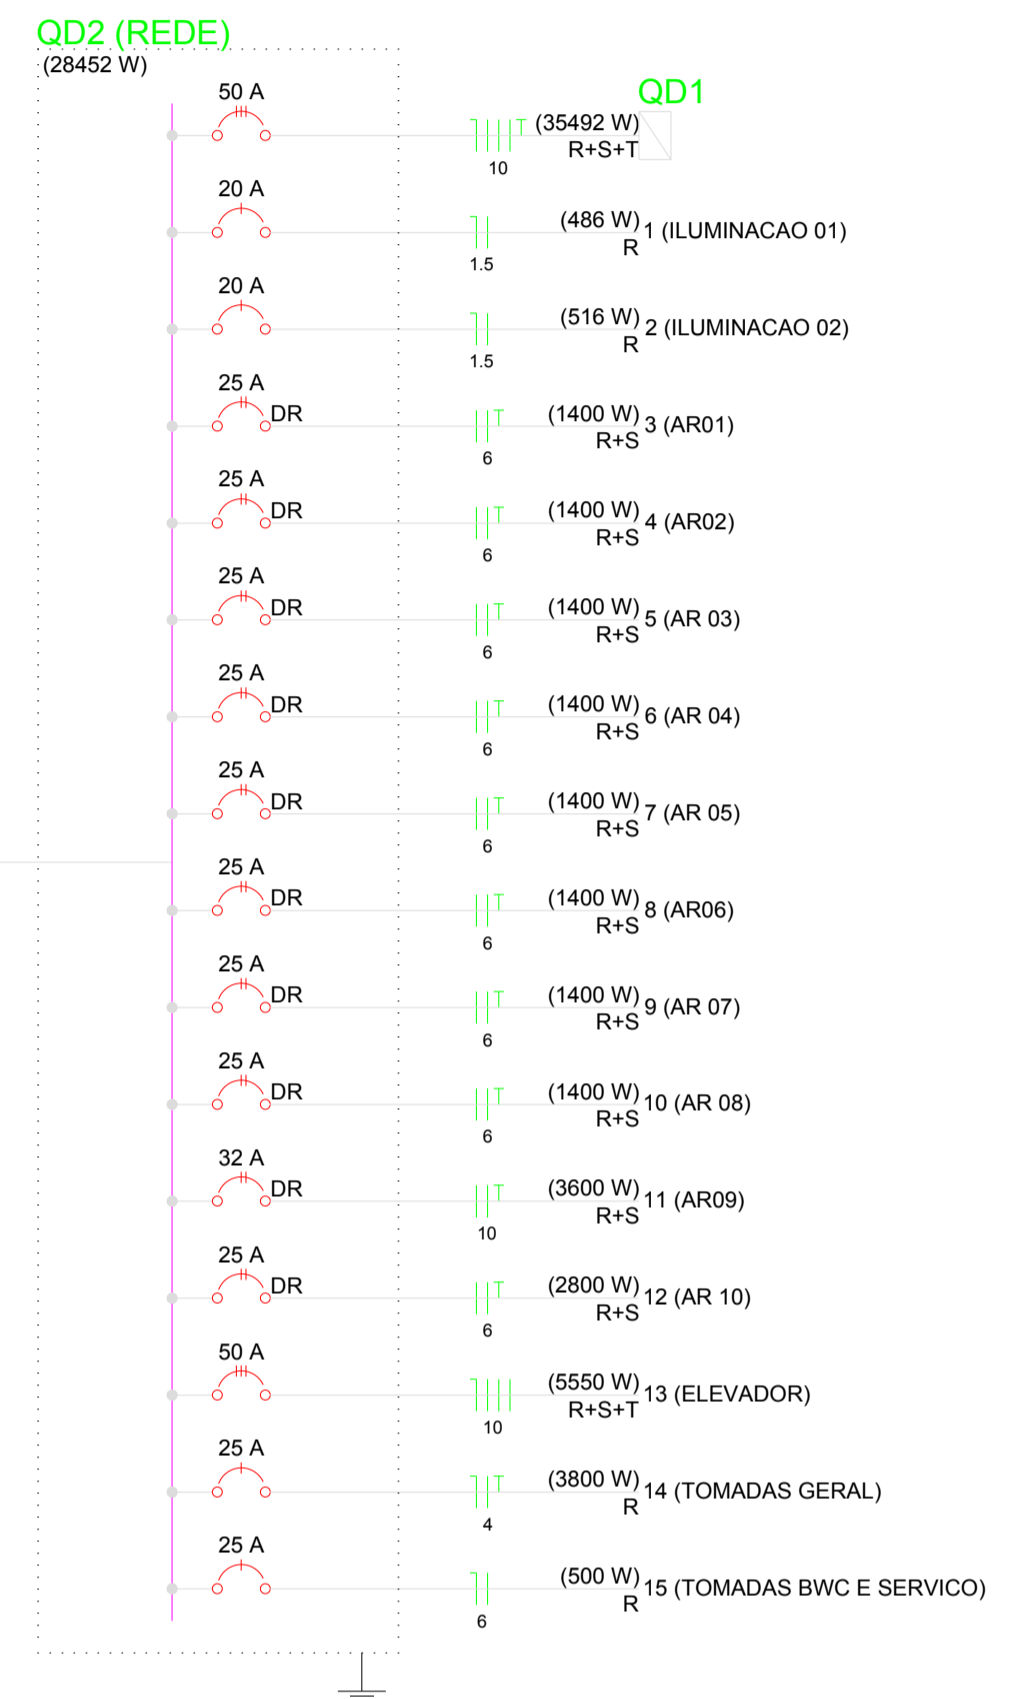 QD2 (REDE)
(28452 W)
QD1
50 A
(35492 W)
R+S+T
10
20 A
(486 W)
1 (ILUMINACAO 01)
R
1.5
20 A
(516 W)
2 (ILUMINACAO 02)
R
1.5
25 A
DR
T
(1400 W)
3 (AR01)
R+S
6
25 A
DR
T
(1400 W)
4 (AR02)
R+S
6
25 A
DR
T
(1400 W)
5 (AR 03)
R+S
6
25 A
DR
T
(1400 W)
6 (AR 04)
R+S
6
25 A
DR
T
(1400 W)
7 (AR 05)
R+S
6
25 A
DR
T
(1400 W)
8 (AR06)
R+S
6
25 A
DR
T
(1400 W)
9 (AR 07)
R+S
6
25 A
DR
T
(1400 W)
10 (AR 08)
R+S
6
32 A
DR
T
(3600 W)
11 (AR09)
R+S
10
25 A
DR
T
(2800 W)
12 (AR 10)
R+S
6
50 A
(5550 W)
13 (ELEVADOR)
R+S+T
10
25 A
T
(3800 W)
14 (TOMADAS GERAL)
R
4
25 A
(500 W)
15 (TOMADAS BWC E SERVICO)
R
6